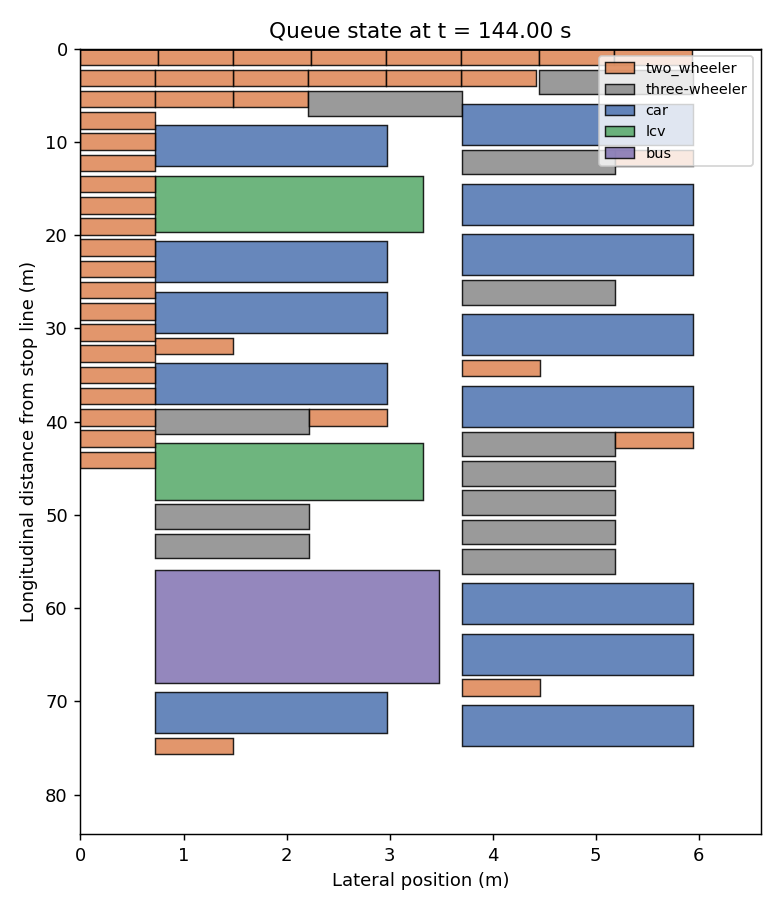 Queue state at t = 144.00 s
two_wheeler
three-wheeler
car
lcv
bus
0
10
20
30
40
50
60
70
80
Longitudinal distance from stop line (m)
0 1 2 3 4 5 6
Lateral position (m)